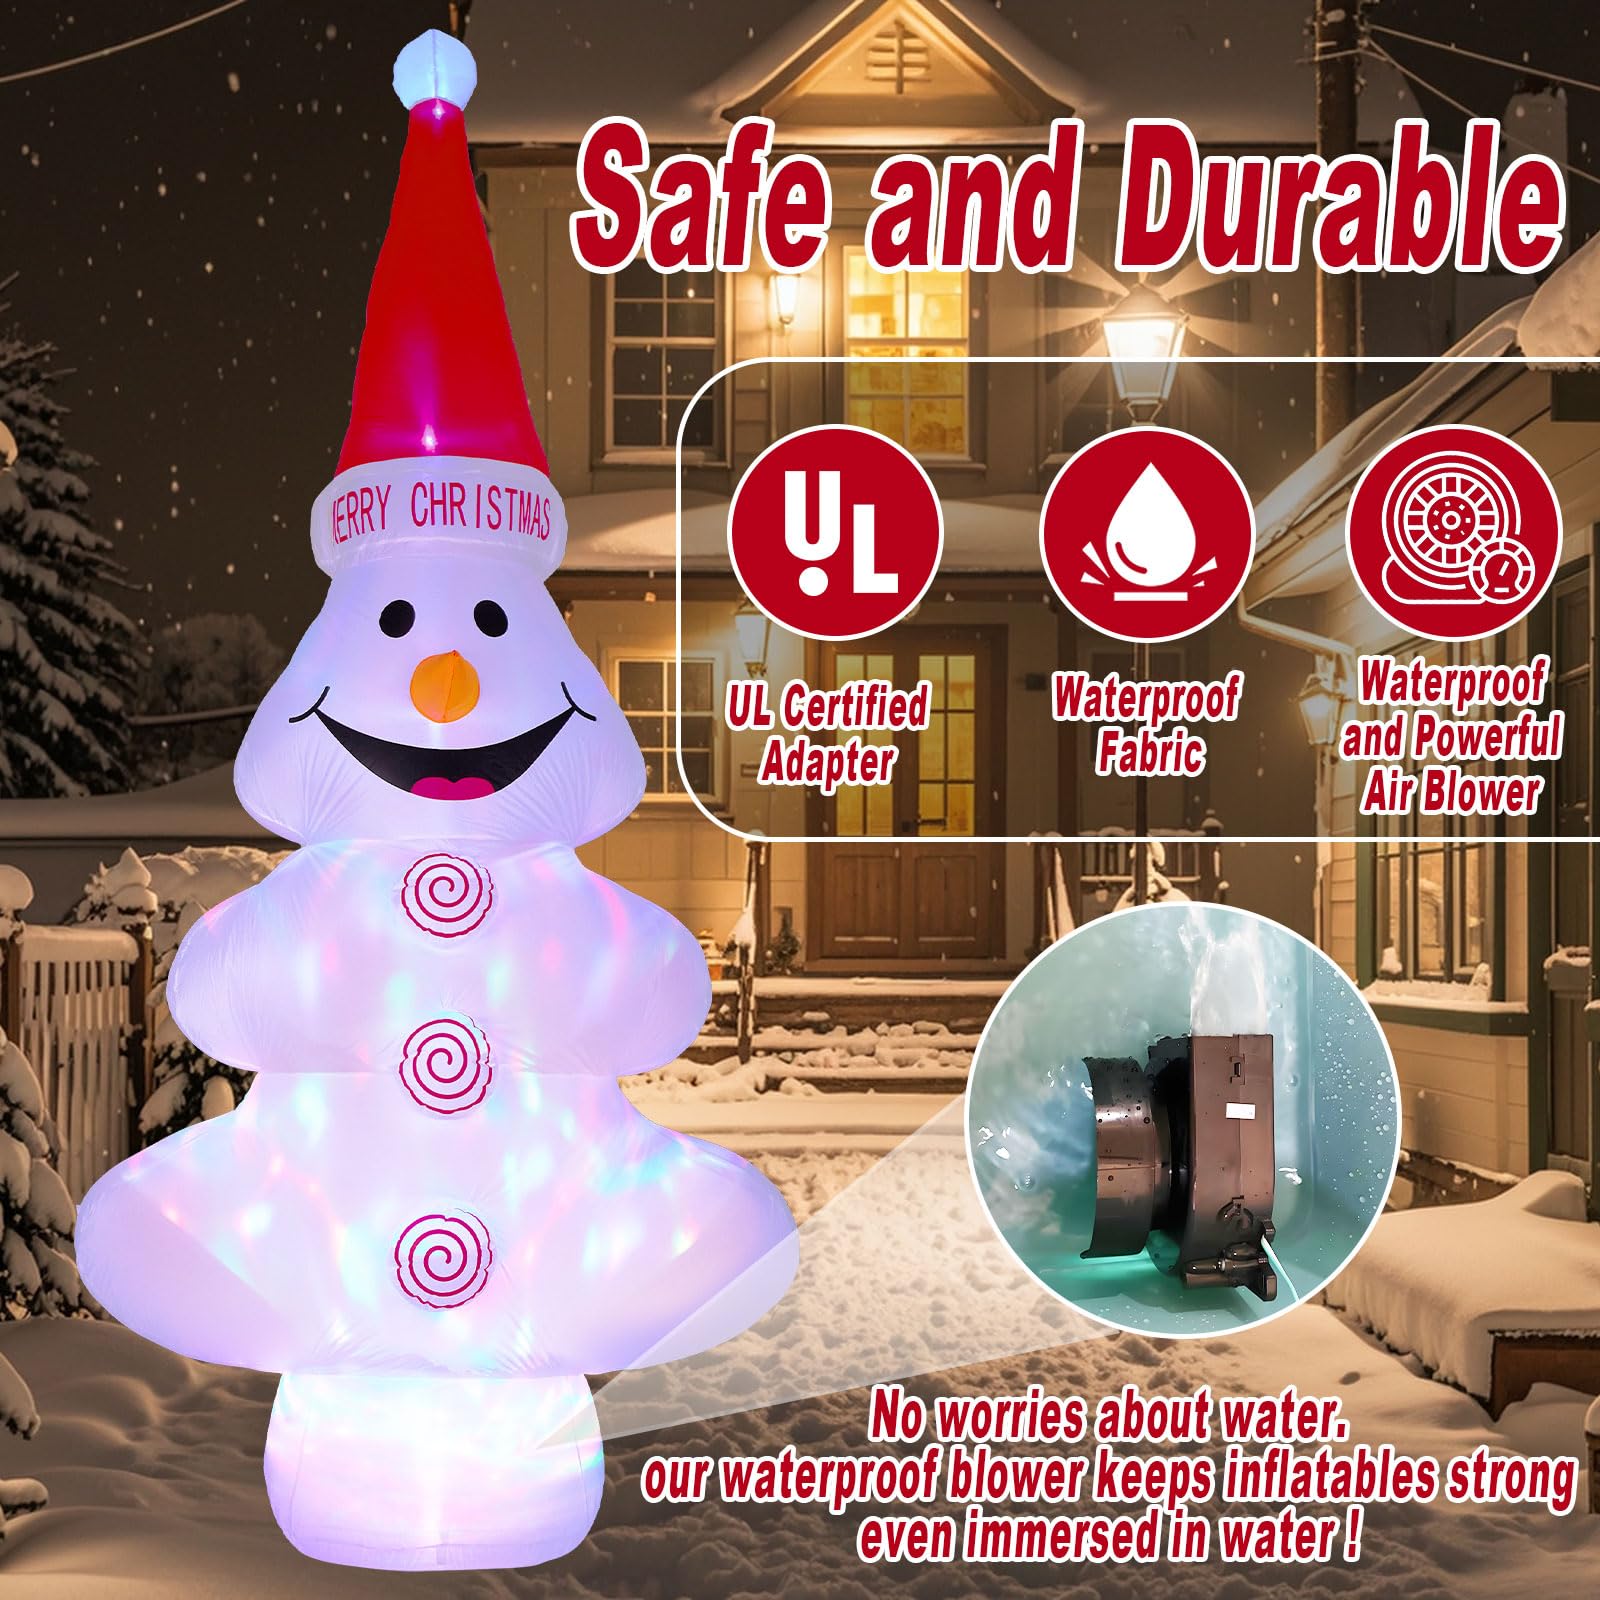 Safe and Durable
MERRY CHRISTMAS
UL
UL Certified
Adapter
Waterproof
Fabric
Waterproof
and Powerful
Air Blower
No worries about water.
our waterproof blower keeps inflatables strong
even immersed in water !